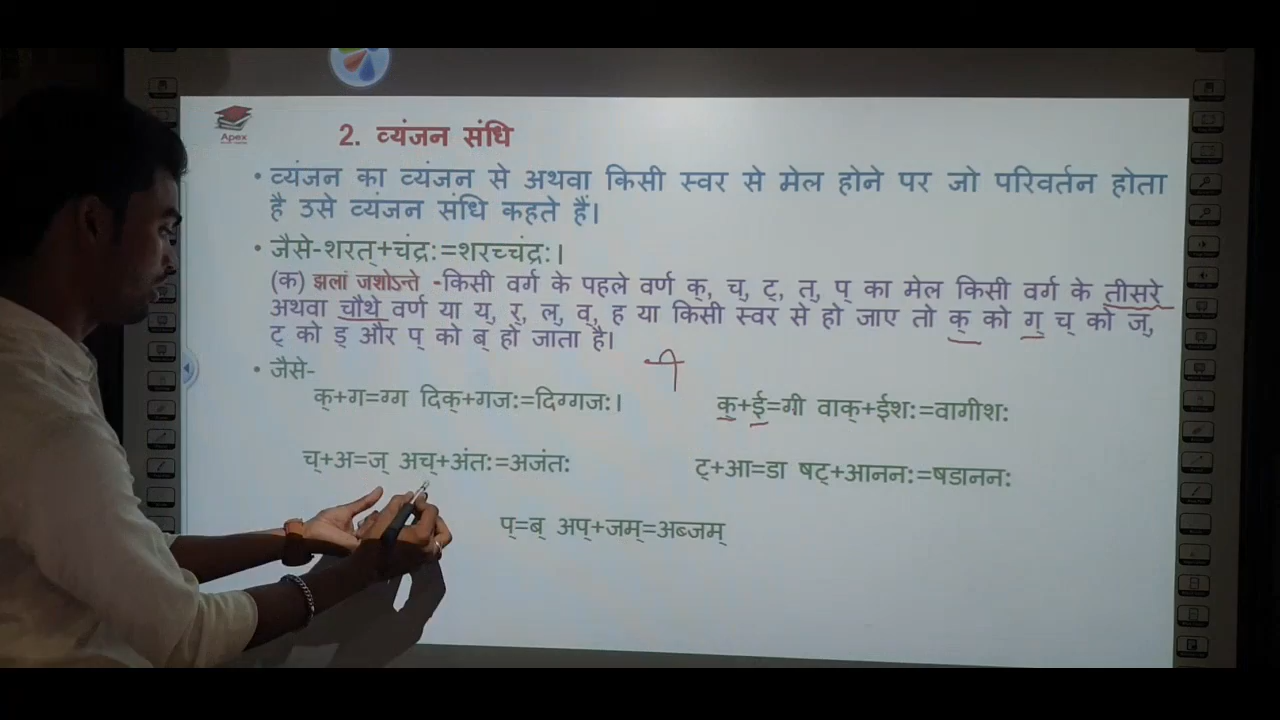 Apex
2. व्यंजन संधि
• व्यंजन का व्यंजन से अथवा किसी स्वर से मेल होने पर जो परिवर्तन होता
है उसे व्यंजन संधि कहते हैं।
• जैसे-शरत्+चंद्र:=शरच्चंद्र:।
(क) झलां जशोऽन्ते -किसी वर्ग के पहले वर्ण क्, च्, ट्, त्, प् का मेल किसी वर्ग के तीसरे
अथवा चौथे वर्ण या य्, र्, ल्, व्, ह या किसी स्वर से हो जाए तो क् को ग् च् को ज्,
ट् को ड् और प् को ब् हो जाता है।
• जैसे-
क्+ग=ग्ग दिक्+गज:=दिग्गज:। क्+ई=गी वाक्+ईश:=वागीश:
च्+अ=ज् अच्+अंत:=अजंत: ट्+आ=डा षट्+आनन:=षडानन:
प्=ब् अप्+जम्=अब्जम्